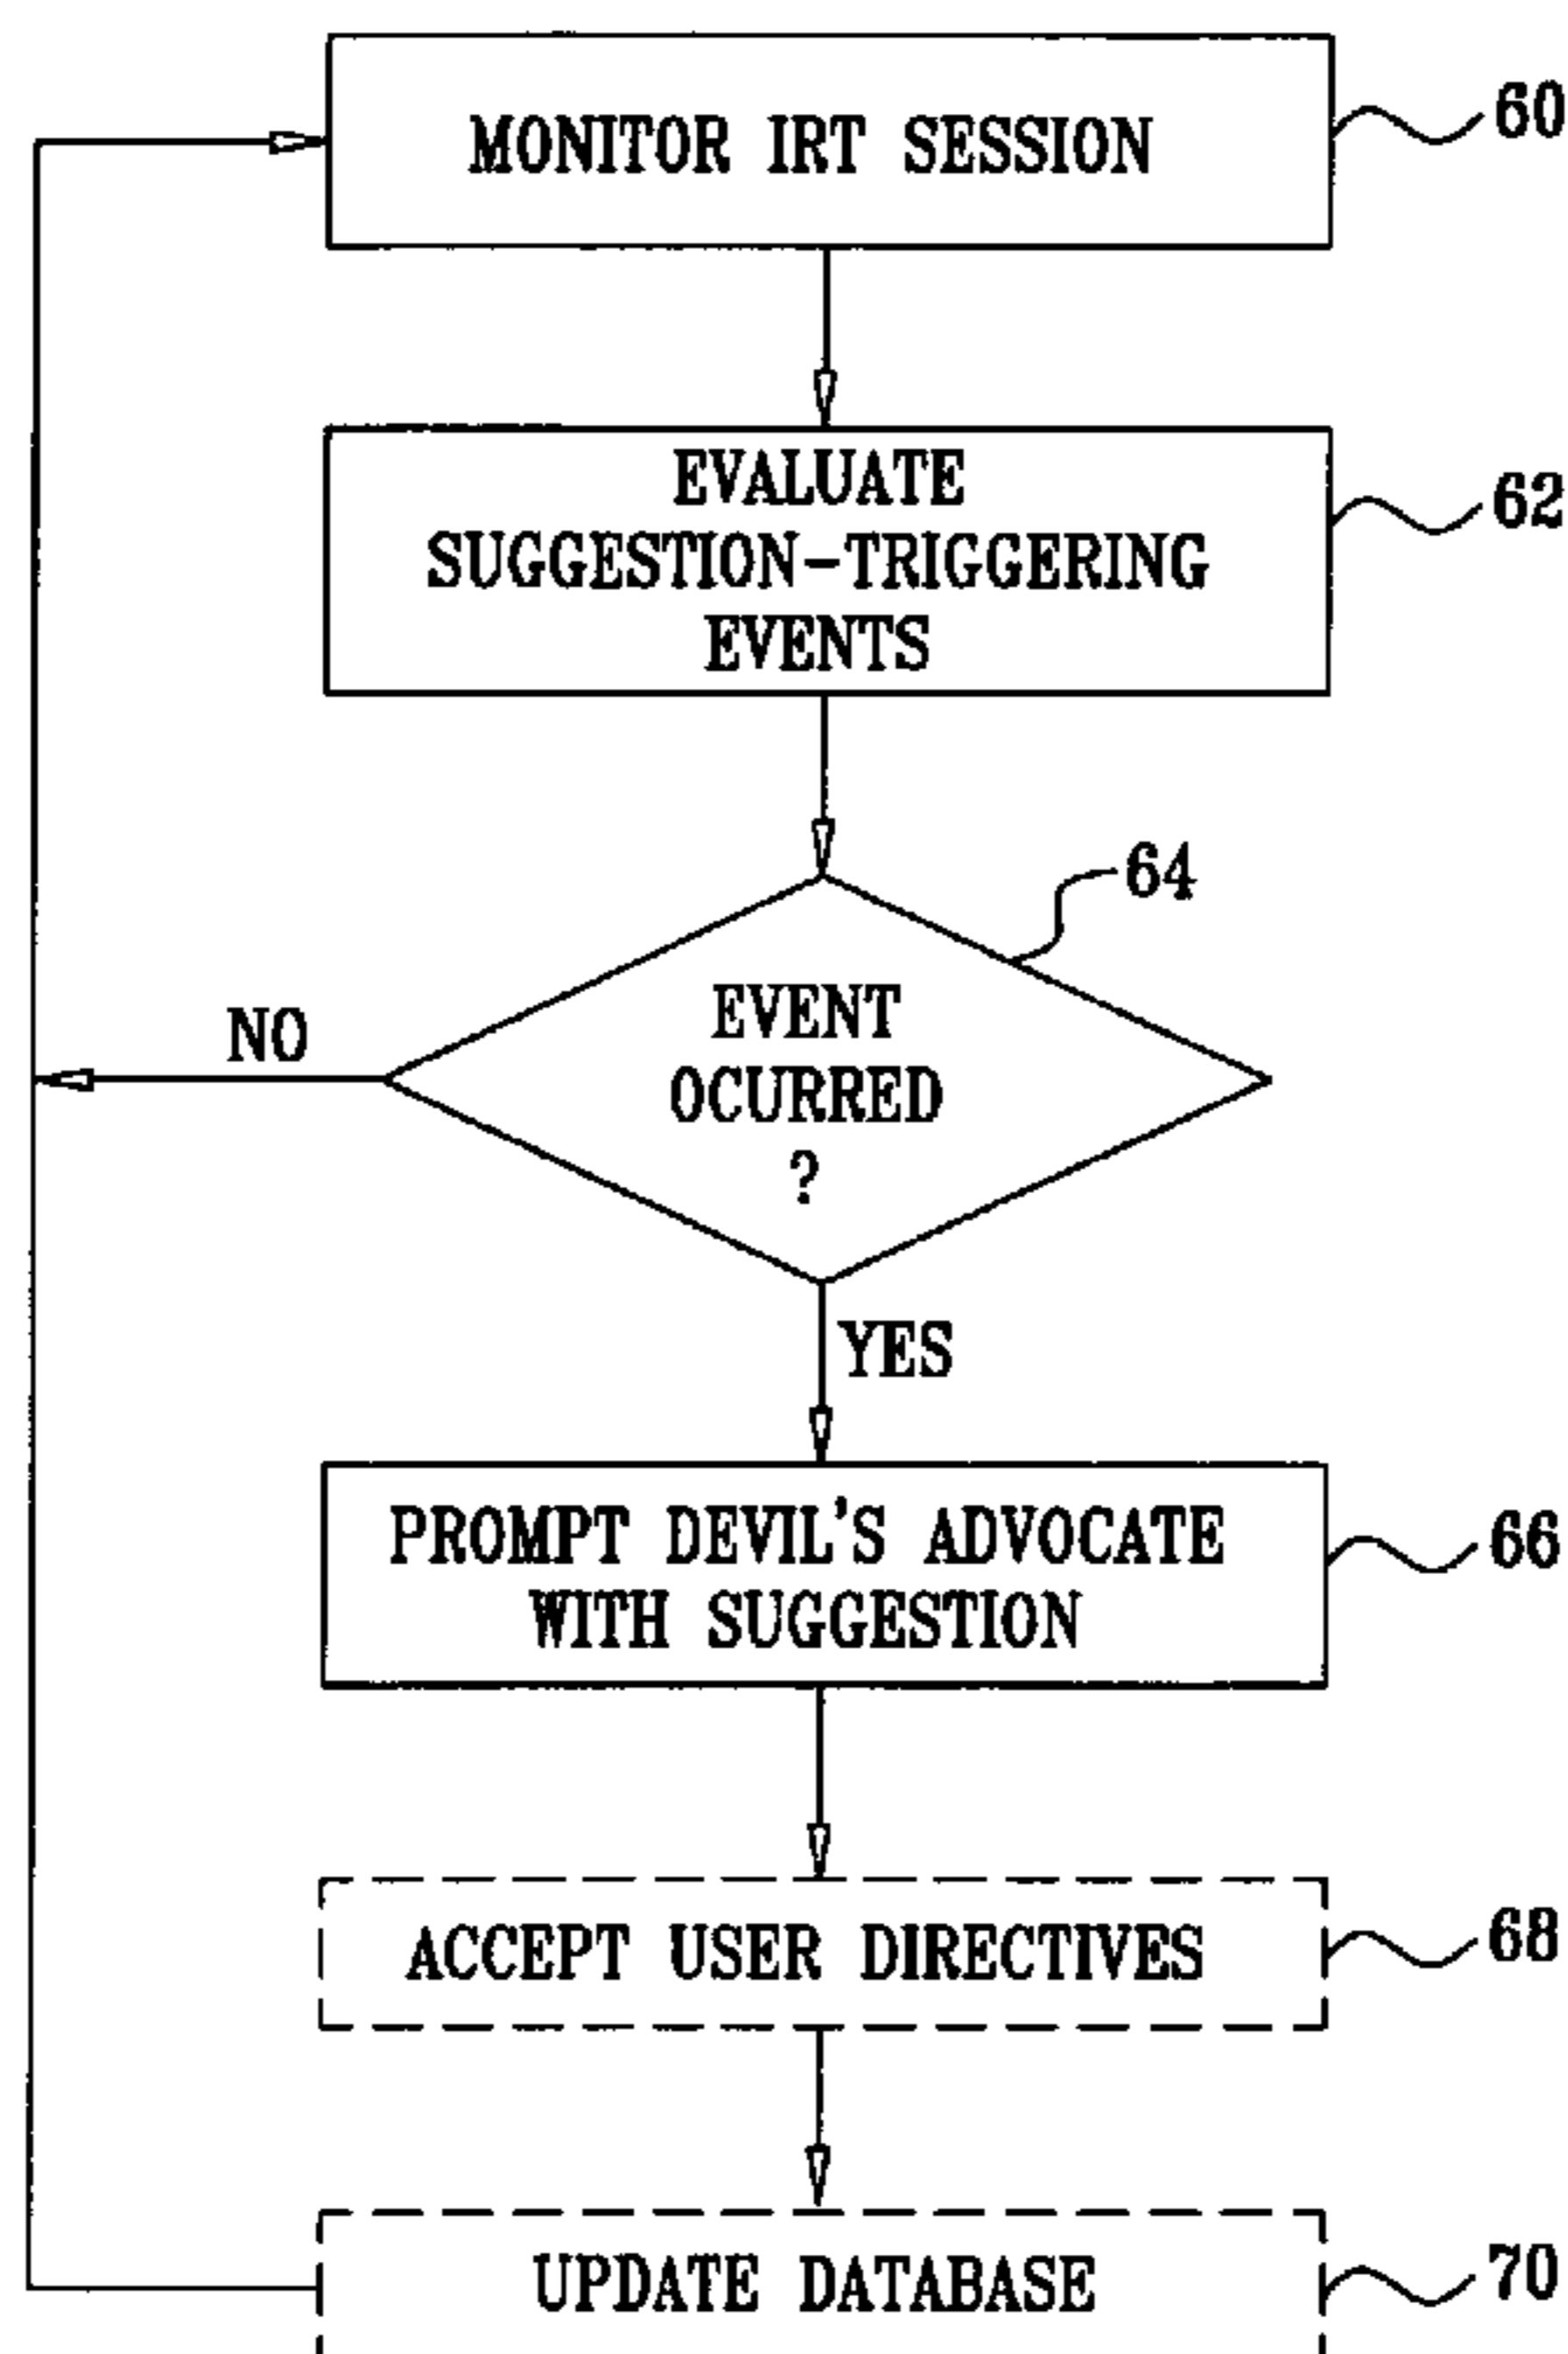 MONITOR IRT SESSION
60
EVALUATE
SUGGESTION-TRIGGERING
EVENTS
62
64
EVENT
OCURRED
?
NO
YES
PROMPT DEVIL'S ADVOCATE
WITH SUGGESTION
66
ACCEPT USER DIRECTIVES
68
UPDATE DATABASE
70